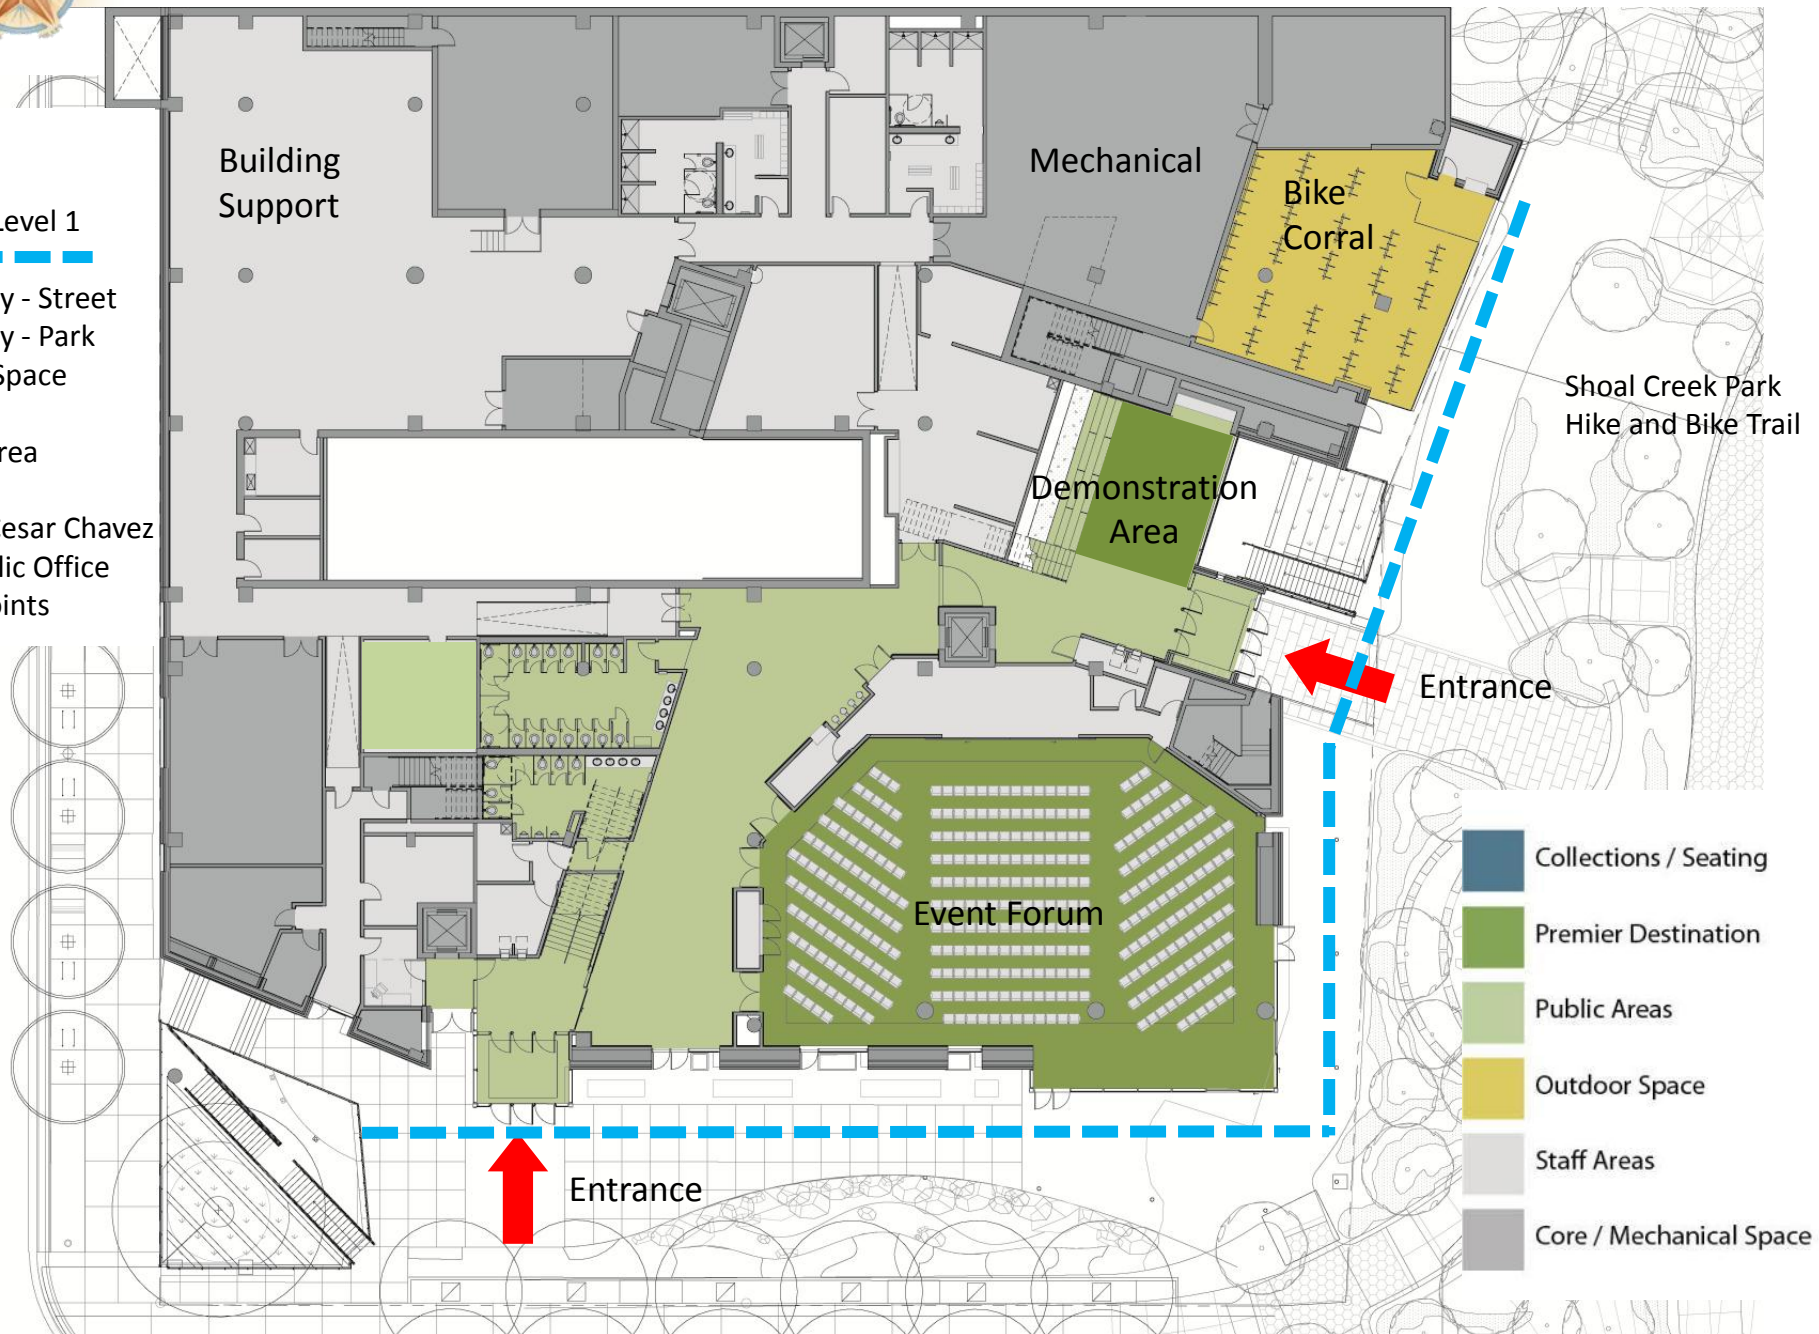 Building
Support
Mechanical
Bike
Corral
Level 1
y - Street
y - Park
Space
rea
Cesar Chavez
lic Office
oints
Shoal Creek Park
Hike and Bike Trail
Demonstration
Area
Entrance
Event Forum
Entrance
Collections / Seating
Premier Destination
Public Areas
Outdoor Space
Staff Areas
Core / Mechanical Space